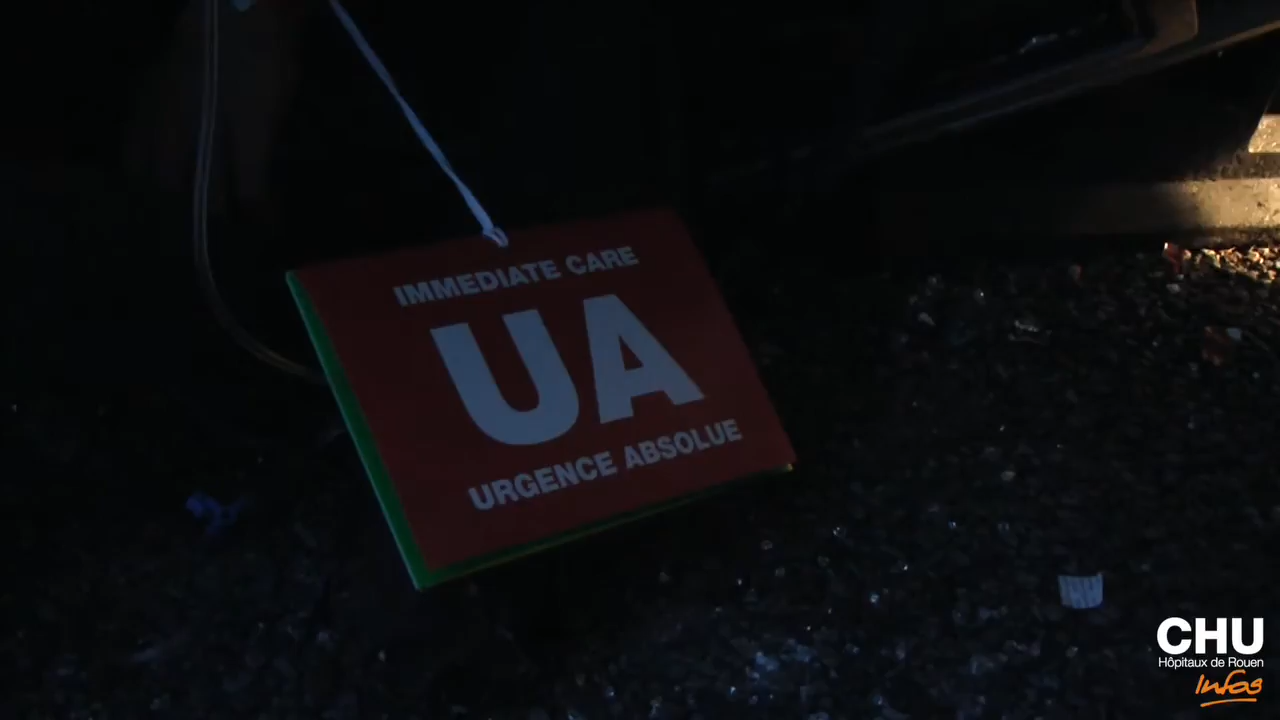 IMMEDIATE CARE
UA
URGENCE ABSOLUE
CHU
Hôpitaux de Rouen
Infos